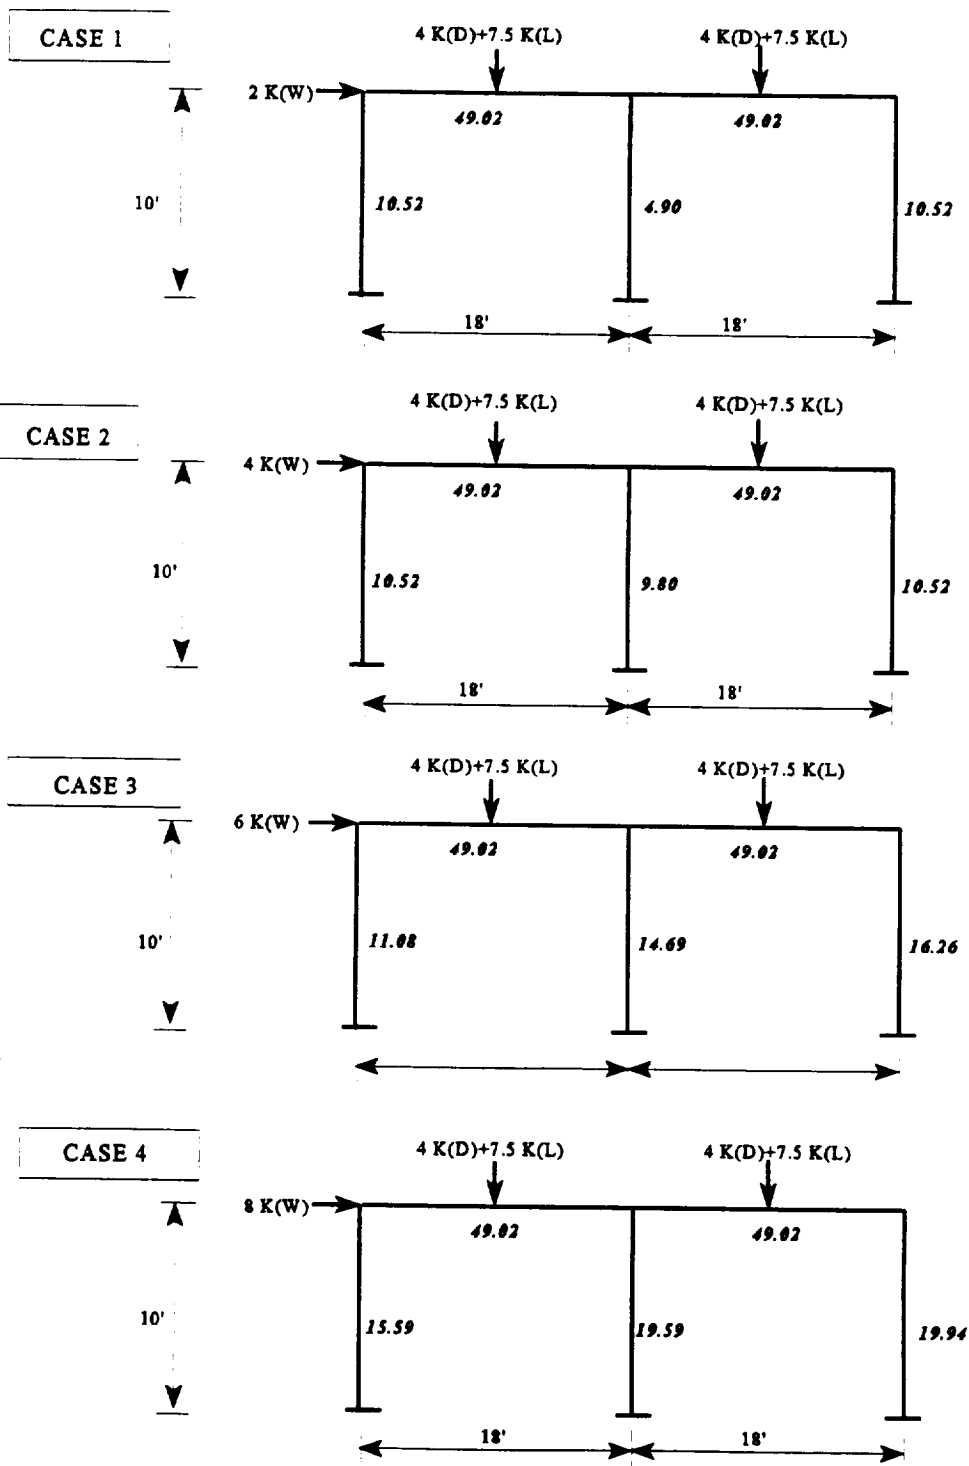 CASE 1
4 K(D)+7.5 K(L)
4 K(D)+7.5 K(L)
2 K(W)
49.02
49.02
10'
10.52
4.90
10.52
18'
18'
CASE 2
4 K(D)+7.5 K(L)
4 K(D)+7.5 K(L)
4 K(W)
49.02
49.02
10'
10.52
9.80
10.52
18'
18'
CASE 3
4 K(D)+7.5 K(L)
4 K(D)+7.5 K(L)
6 K(W)
49.02
49.02
10'
11.08
14.69
16.26
CASE 4
4 K(D)+7.5 K(L)
4 K(D)+7.5 K(L)
8 K(W)
49.02
49.02
10'
15.59
19.59
19.94
18'
18'